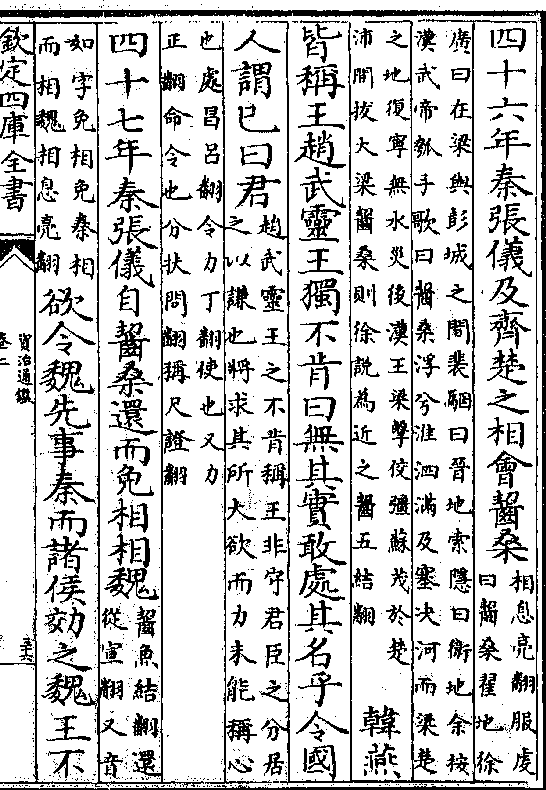 四十六年秦張儀及齊楚之相會齧桑
相息亮翻服䖍
曰齧桑翟地徐
廣曰在梁與彭城之間裴駰曰晉地索隱曰衛地余按
漢武帝瓠子歌曰齧桑浮兮淮泗滿及塞决河而梁楚
之地復寧無水災後漢王梁擊佼彊蘇茂於楚
沛間拔大梁齧桑則徐説為近之齧五結翻
韓燕
皆稱王趙武靈王獨不肯曰無其實敢處其名乎令國
人謂已曰君
趙武靈王之不肯稱王非守君臣之分居
之以謙也將求其所大欲而力未能稱心
也處昌呂翻令力丁翻使也又力
正翻命令也分扶問翻稱尺證翻
四十七年秦張儀自齧桑還而免相相魏
齧魚結翻還
從宣翻又音
如字免相免秦相
而相魏相息亮翻
欲令魏先事秦而諸侯効之魏王不
欽定四庫全書
資治通鑑
卷二